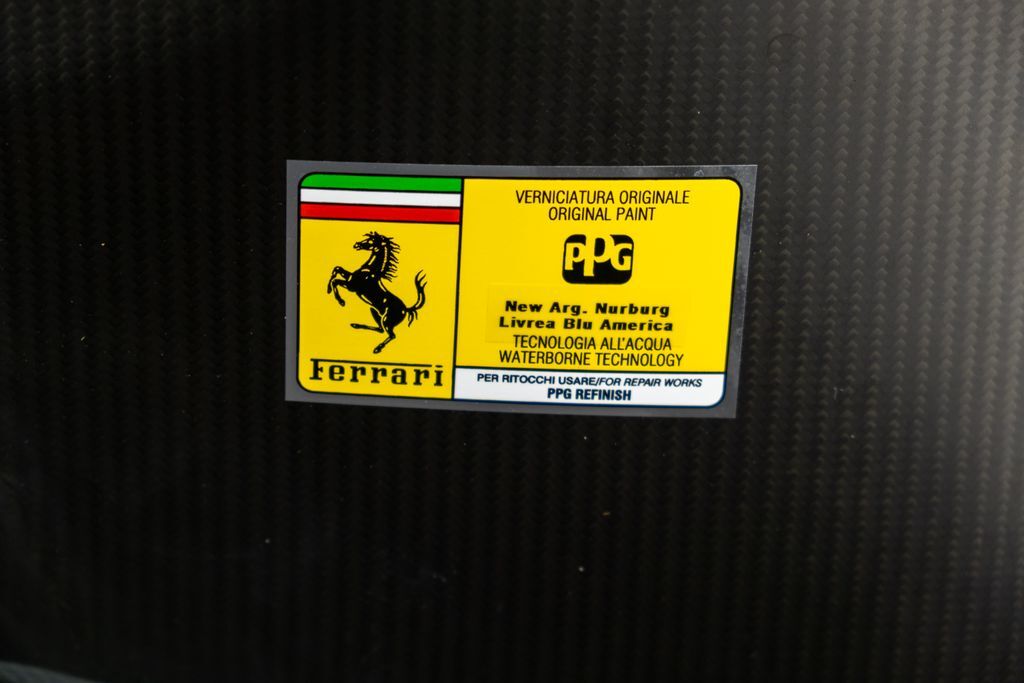 Ferrari
VERNICIATURA ORIGINALE
ORIGINAL PAINT
PPG
New Arg. Nurburg
Livrea Blu America
TECNOLOGIA ALL'ACQUA
WATERBORNE TECHNOLOGY
PER RITOCCHI USARE/FOR REPAIR WORKS
PPG REFINISH